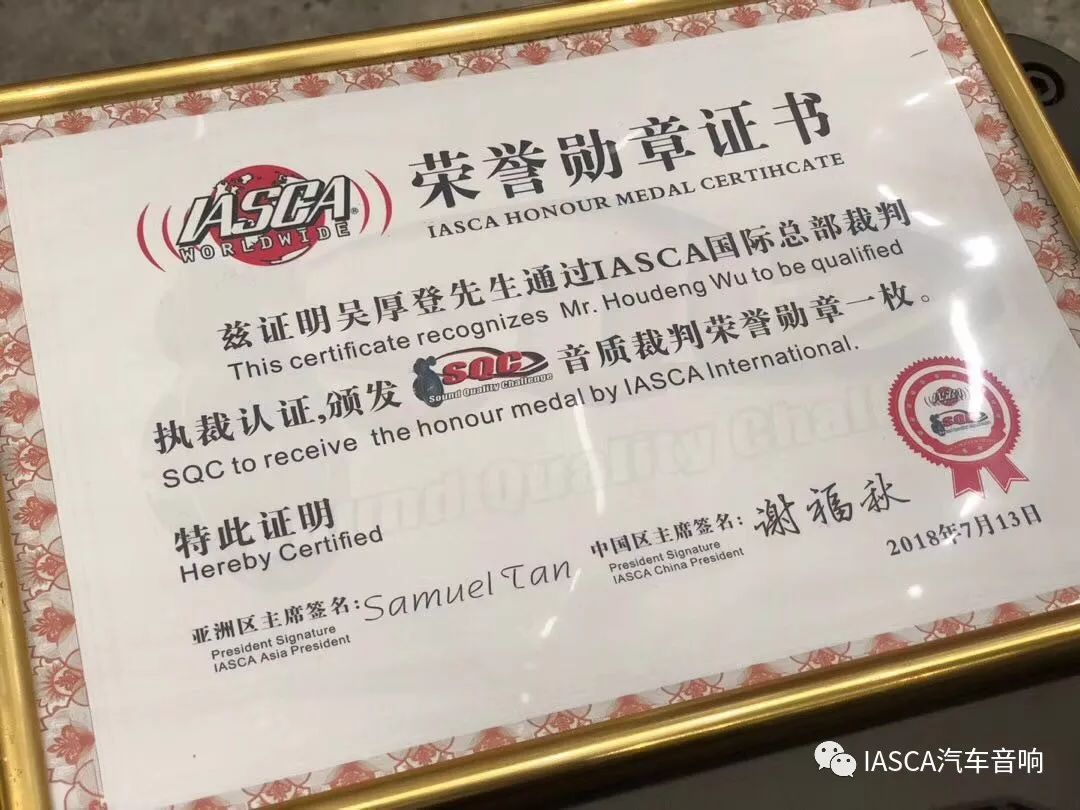 IASCA®
WORLDWIDE
荣誉勋章证书
IASCA HONOUR MEDAL CERTIHCATE
兹证明吴厚登先生通过IASCA国际总部裁判
This certificate recognizes Mr. Houdeng Wu to be qualified
执裁认证,颁发 SQC Sound Quality Challenge 音质裁判荣誉勋章一枚。
SQC to receive the honour medal by IASCA International.
特此证明
Hereby Certified
亚洲区主席签名: Samuel Tan
President Signature
IASCA Asia President
中国区主席签名: 谢福秋
President Signature
IASCA China President
IASCA
SQC
2018年7月13日
IASCA汽车音响